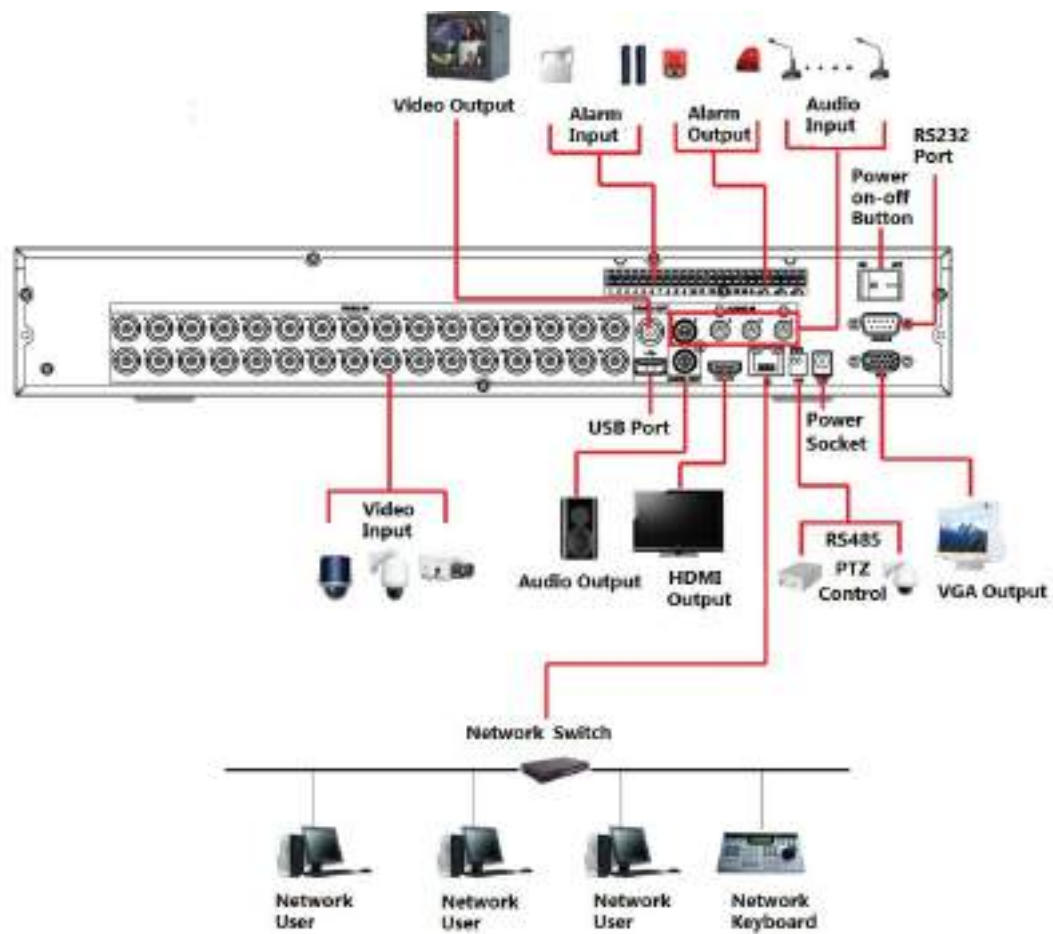 Video Output
Alarm
Input
Alarm
Output
Audio
Input
RS232
Port
Power
on-off
Button
USB Port
Power
Socket
Video
Input
Audio Output
HDMI
Output
RS485
PTZ
Control
VGA Output
Network Switch
Network
User
Network
User
Network
User
Network
Keyboard